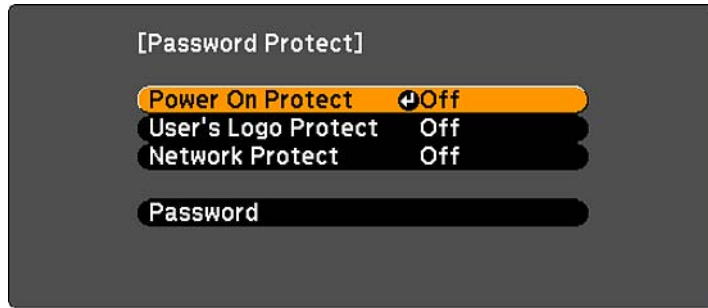 [Password Protect]
Power On Protect Off
User's Logo Protect Off
Network Protect Off
Password